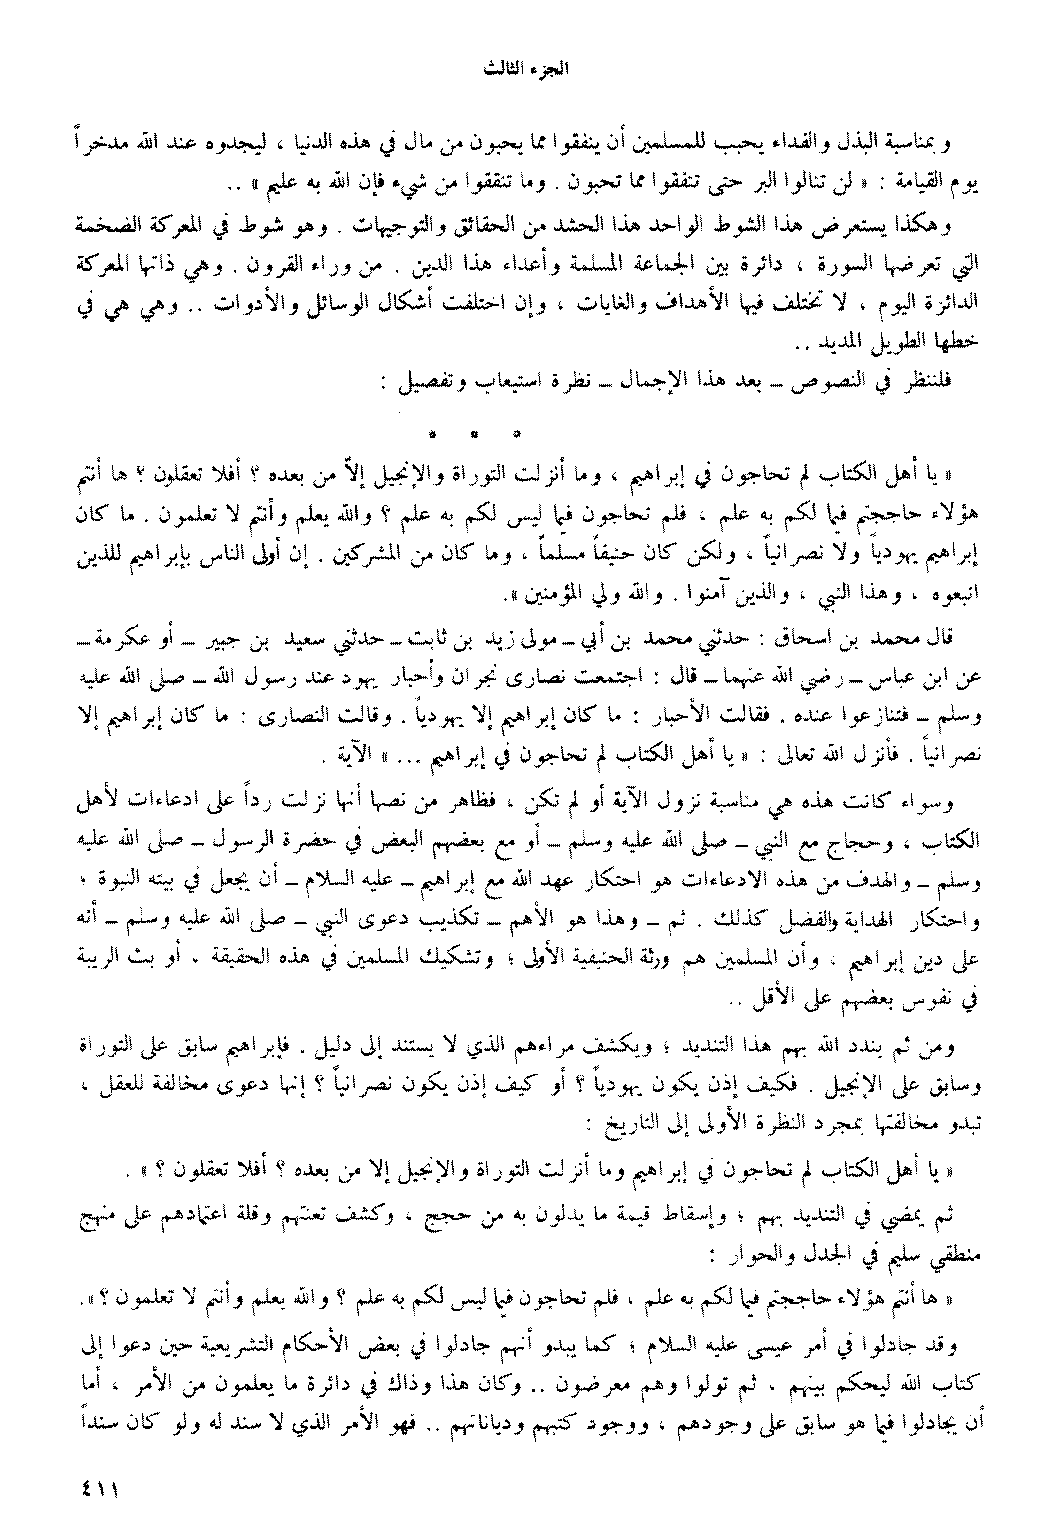 الجزء الثالث
و بمناسبة البذل والفداء يحبب للمسلمين أن ينفقوا مما يحبون من مال في هذه الدنيا ، ليجدوه عند الله مدخراً
يوم القيامة : « لن تنالوا البر حتى تنفقوا مما تحبون . وما تنفقوا من شيء فإن الله به عليم » ..
وهكذا يستعرض هذا الشوط الواحد هذا الحشد من الحقائق والتوجيهات . وهو شوط في المعركة الضخمة
التي تعرضها السورة ، دائرة بين الجماعة المسلمة وأعداء هذا الدين . من وراء القرون . وهي ذاتها المعركة
الدائرة اليوم ، لا تختلف فيها الأهداف والغايات ، وإن اختلفت أشكال الوسائل والأدوات .. وهي هي في
خطها الطويل المديد ..
فلننظر في النصوص – بعد هذا الإجمال – نظرة استيعاب وتفصيل :
* * *
« يا أهل الكتاب لم تحاجون في إبراهيم ، وما أنزلت التوراة والإنجيل إلاّ من بعده ؟ أفلا تعقلون ؟ ها أنتم
هؤلاء حاججتم فيما لكم به علم ، فلم تحاجون فيما ليس لكم به علم ؟ والله يعلم وأنتم لا تعلمون . ما كان
إبراهيم يهودياً ولا نصرانياً ، ولكن كان حنيفاً مسلماً ، وما كان من المشركين . إن أولى الناس بإبراهيم للذين
اتبعوه ، وهذا النبي ، والذين آمنوا . والله ولي المؤمنين ».
قال محمد بن اسحاق : حدثني محمد بن أبي – مولى زيد بن ثابت – حدثني سعيد بن جبير – أو عكرمة –
عن ابن عباس – رضي الله عنهما – قال : اجتمعت نصارى نجران وأحبار يهود عند رسول الله – صلى الله عليه
وسلم – فتنازعوا عنده . فقالت الأحبار : ما كان إبراهيم إلا يهودياً . وقالت النصارى : ما كان إبراهيم إلا
نصرانياً . فأنزل الله تعالى : « يا أهل الكتاب لم تحاجون في إبراهيم ... » الآية .
وسواء كانت هذه هي مناسبة نزول الآية أو لم تكن ، فظاهر من نصها أنها نزلت رداً على ادعاءات لأهل
الكتاب ، وحجاج مع النبي – صلى الله عليه وسلم – أو مع بعضهم البعض في حضرة الرسول – صلى الله عليه
وسلم – والهدف من هذه الادعاءات هو احتكار عهد الله مع إبراهيم – عليه السلام – أن يجعل في بيته النبوة ؛
واحتكار الهداية والفضل كذلك . ثم – وهذا هو الأهم – تكذيب دعوى النبي – صلى الله عليه وسلم – أنه
على دين إبراهيم ، وأن المسلمين هم ورثة الحنيفية الأولى ؛ وتشكيك المسلمين في هذه الحقيقة ، أو بث الريبة
في نفوس بعضهم على الأقل ..
ومن ثم يندد الله بهم هذا التنديد ؛ ويكشف مراءهم الذي لا يستند إلى دليل . فإبراهيم سابق على التوراة
وسابق على الإنجيل . فكيف إذن يكون يهودياً ؟ أو كيف إذن يكون نصرانياً ؟ إنها دعوى مخالفة للعقل ،
تبدو مخالفتها بمجرد النظرة الأولى إلى التاريخ :
« يا أهل الكتاب لم تحاجون في إبراهيم وما أنزلت التوراة والإنجيل إلا من بعده ؟ أفلا تعقلون ؟ » .
ثم يمضي في التنديد بهم ؛ وإسقاط قيمة ما يدلون به من حجج ، وكشف تعنتهم وقلة اعتمادهم على منهج
منطقي سليم في الجدل والحوار :
« ها أنتم هؤلاء حاججتم فيما لكم به علم ، فلم تحاجون فيما ليس لكم به علم ؟ والله يعلم وأنتم لا تعلمون ؟ ».
وقد جادلوا في أمر عيسى عليه السلام ؛ كما يبدو أنهم جادلوا في بعض الأحكام التشريعية حين دعوا إلى
كتاب الله ليحكم بينهم ، ثم تولوا وهم معرضون .. وكان هذا وذاك في دائرة ما يعلمون من الأمر ، أما
أن يجادلوا فيما هو سابق على وجودهم ، ووجود كتبهم ودياناتهم .. فهو الأمر الذي لا سند له ولو كان سنداً
٤١١